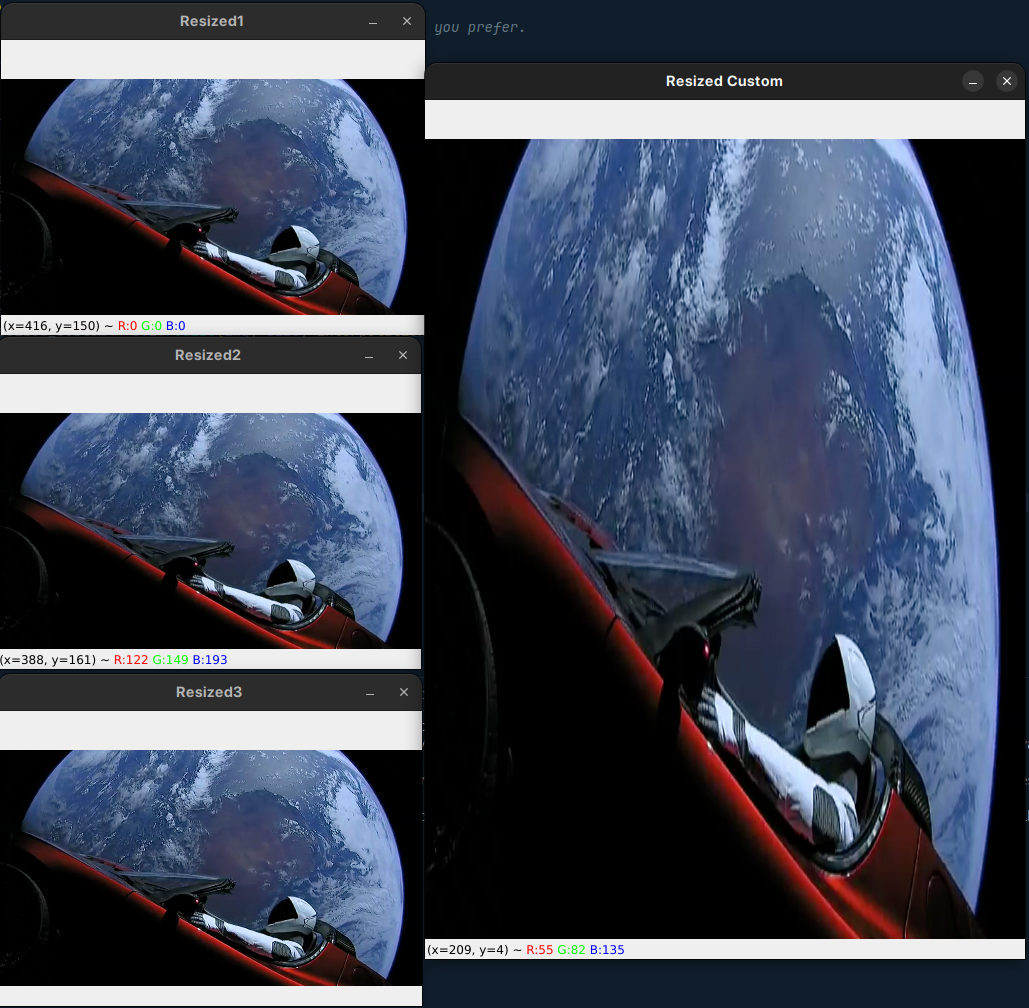 Resized1
you prefer.
Resized Custom
(x=416, y=150) ~ R:0 G:0 B:0
Resized2
(x=388, y=161) ~ R:122 G:149 B:193
Resized3
(x=209, y=4) ~ R:55 G:82 B:135